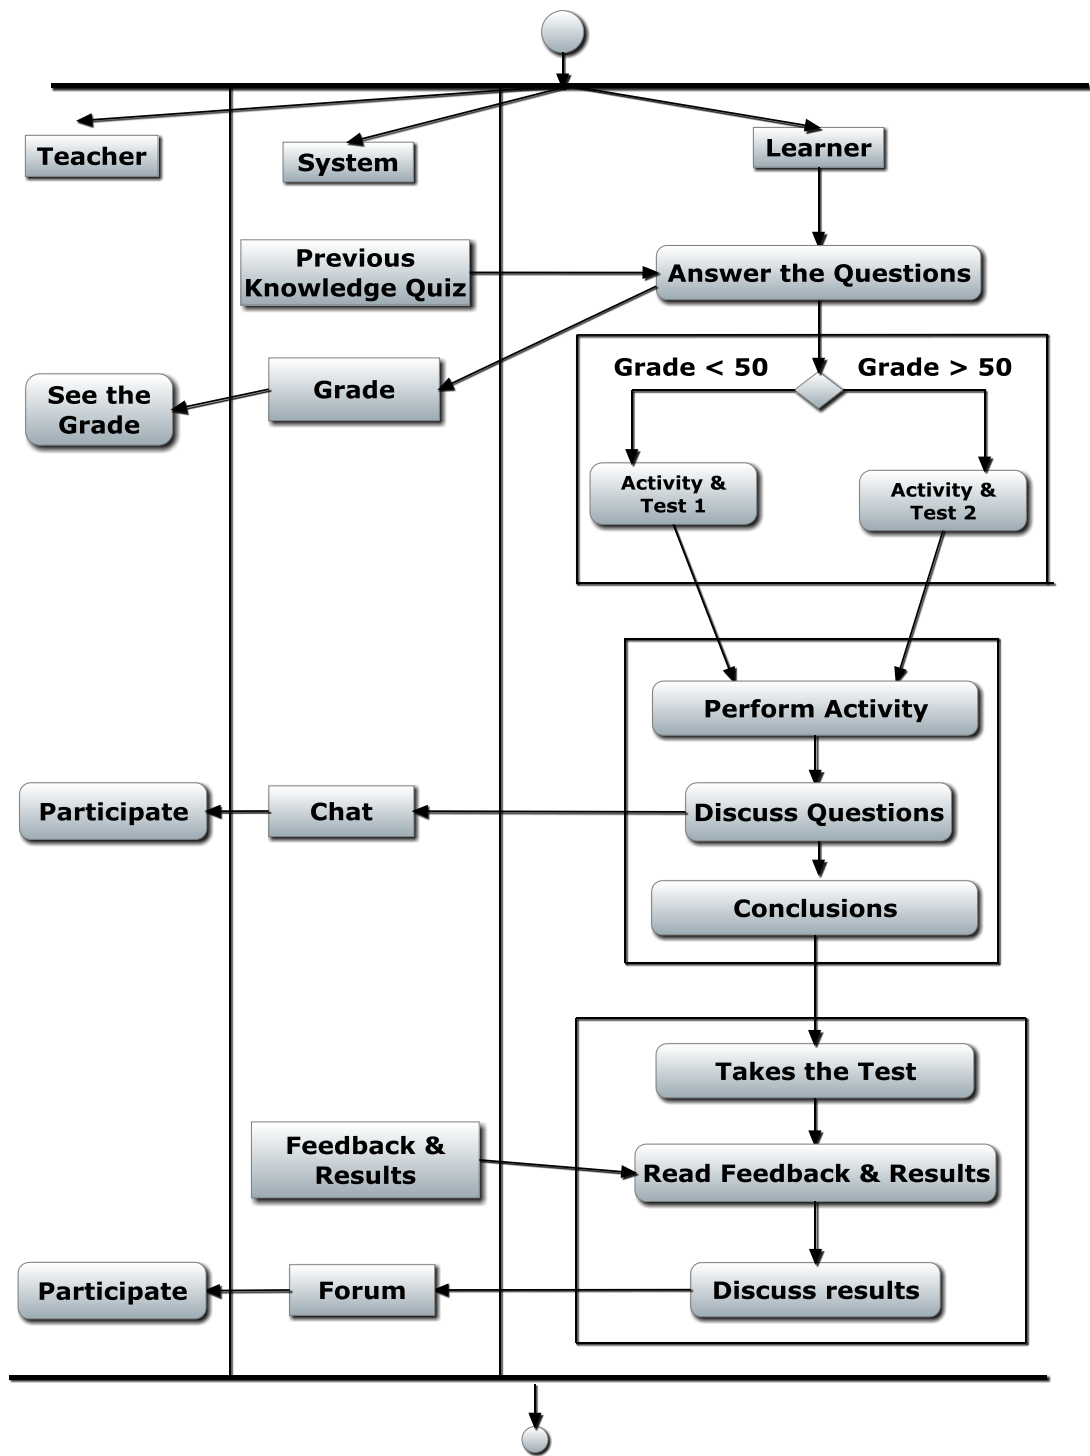 Teacher
System
Learner
Previous
Knowledge Quiz
Answer the Questions
Grade < 50
Grade > 50
See the
Grade
Grade
Activity &
Test 1
Activity &
Test 2
Perform Activity
Participate
Chat
Discuss Questions
Conclusions
Takes the Test
Feedback &
Results
Read Feedback & Results
Participate
Forum
Discuss results